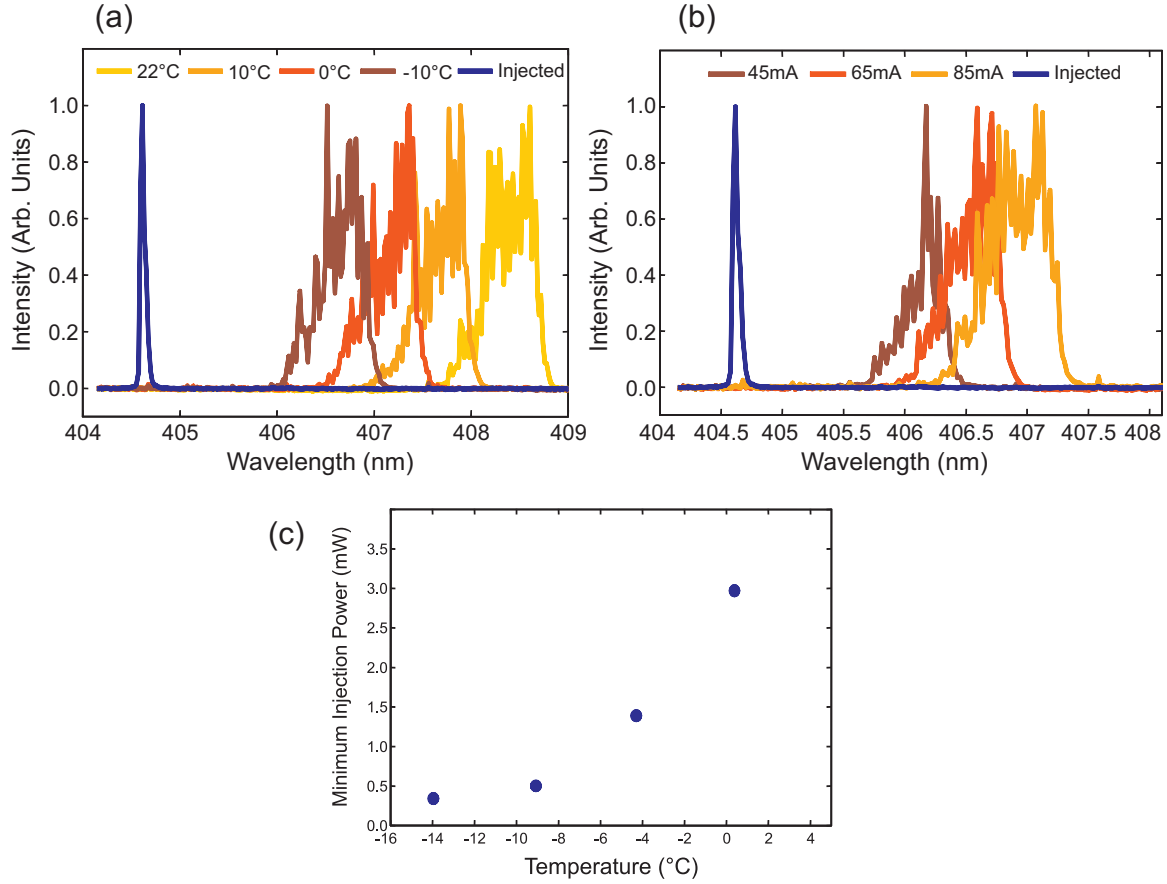 (a)
22°C 10°C 0°C -10°C Injected
Intensity (Arb. Units)
1.0
0.8
0.6
0.4
0.2
0.0
404 405 406 407 408 409
Wavelength (nm)
(b)
45mA 65mA 85mA Injected
Intensity (Arb. Units)
1.0
0.8
0.6
0.4
0.2
0.0
404 404.5 405 405.5 406 406.5 407 407.5 408
Wavelength (nm)
(c)
Minimum Injection Power (mW)
3.5
3.0
2.5
2.0
1.5
1.0
0.5
0.0
-16 -14 -12 -10 -8 -6 -4 -2 0 2 4
Temperature (°C)